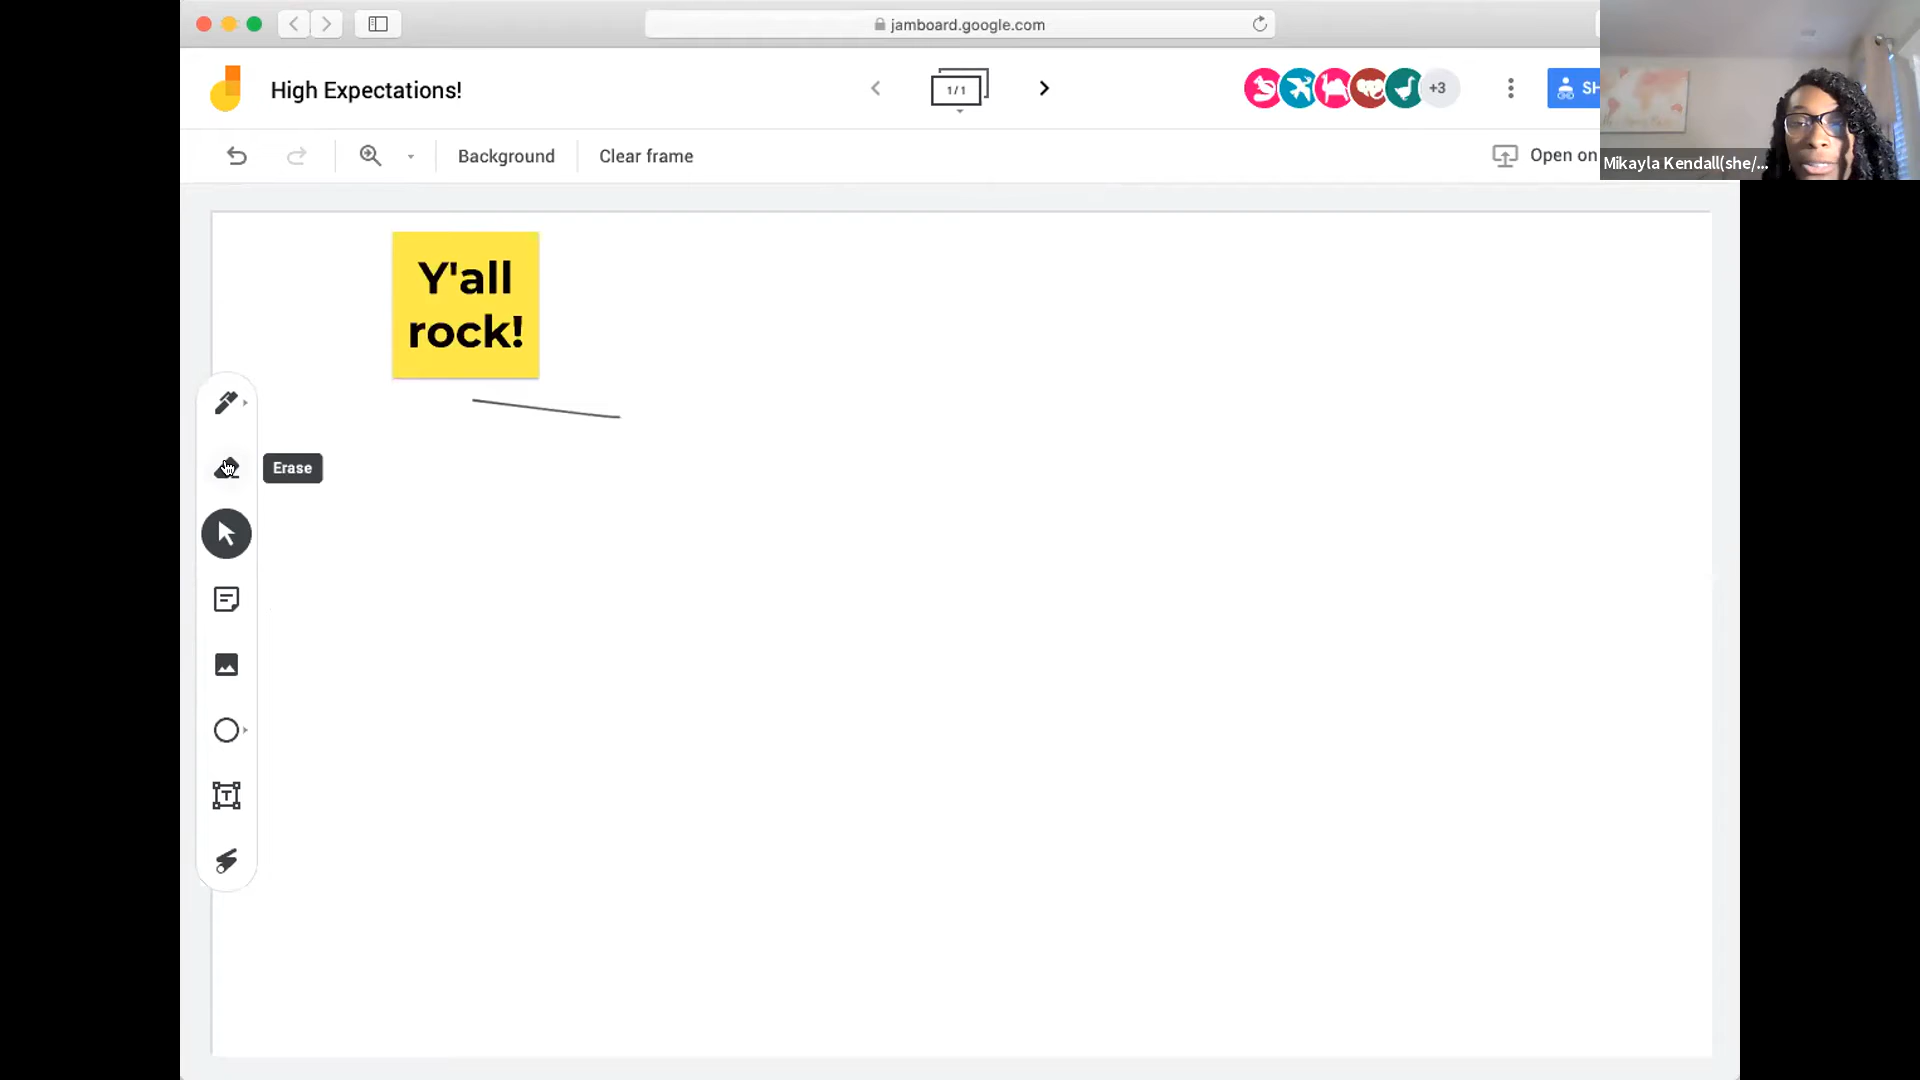 jamboard.google.com
High Expectations!
1/1
+3
SH
Background
Clear frame
Open on
Mikayla Kendall(she/...
Y'all
rock!
Erase
T